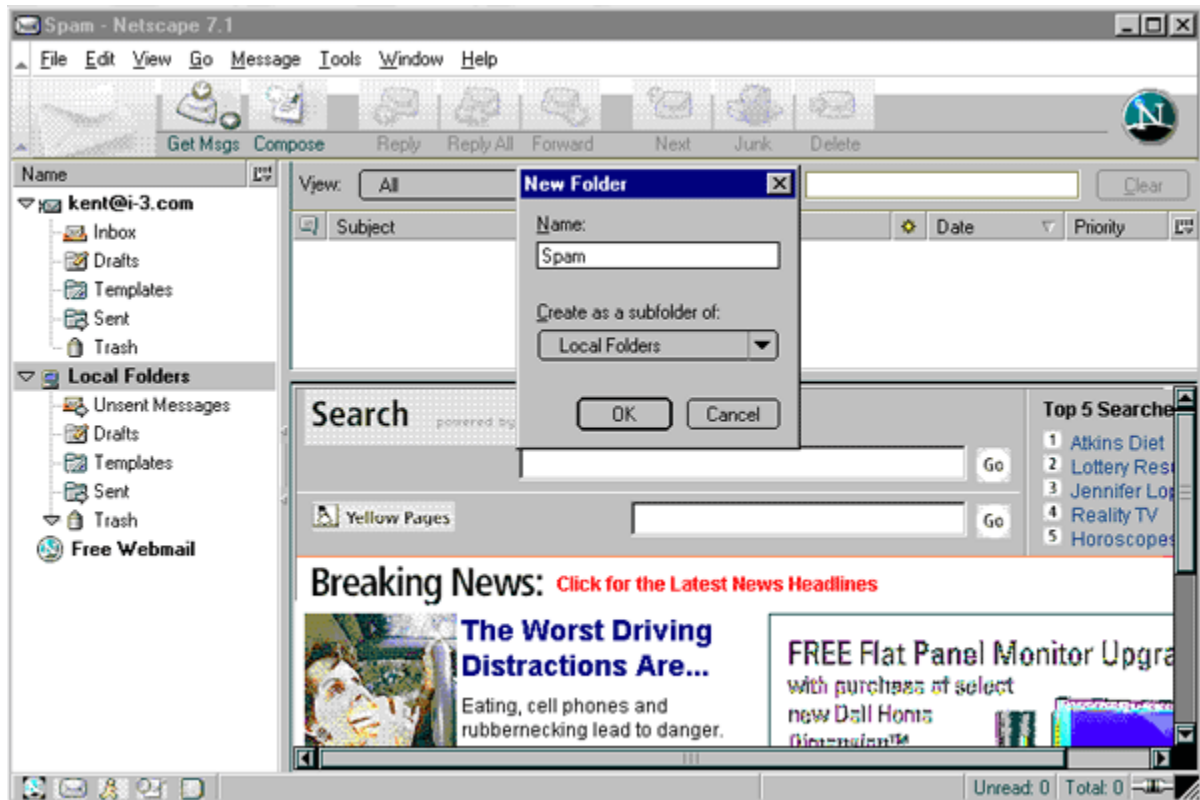 Spam - Netscape 7.1
File Edit View Go Message Tools Window Help
Get Msgs Compose Reply Reply All Forward Next Junk Delete
N
Name
kent@i-3.com
Inbox
Drafts
Templates
Sent
Trash
Local Folders
Unsent Messages
Drafts
Templates
Sent
Trash
Free Webmail
View: All
Clear
Subject Date Priority
New Folder
Name:
Spam
Create as a subfolder of:
Local Folders
OK Cancel
Search powered by
Go
Yellow Pages
Go
Top 5 Searche
1 Atkins Diet
2 Lottery Resu
3 Jennifer Lop
4 Reality TV
5 Horoscopes
Breaking News: Click for the Latest News Headlines
The Worst Driving
Distractions Are...
Eating, cell phones and
rubbernecking lead to danger.
FREE Flat Panel Monitor Upgra
with purchase of select
new Dell Home
Dimension™
Unread: 0 Total: 0